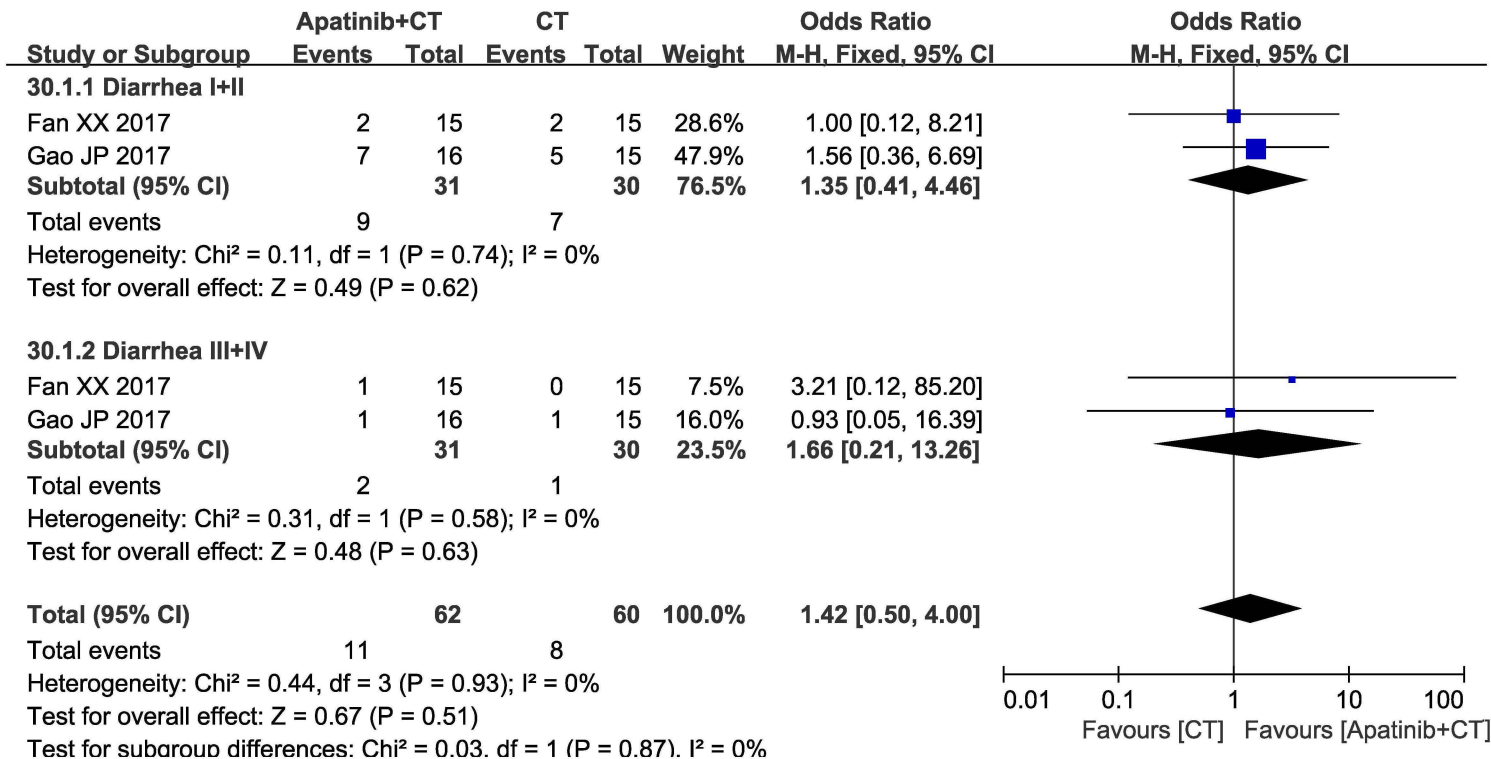 Apatinib+CT CT Odds Ratio Odds Ratio
Study or Subgroup Events Total Events Total Weight M-H, Fixed, 95% CI M-H, Fixed, 95% CI
30.1.1 Diarrhea I+II
Fan XX 2017 2 15 2 15 28.6% 1.00 [0.12, 8.21]
Gao JP 2017 7 16 5 15 47.9% 1.56 [0.36, 6.69]
Subtotal (95% CI) 31 30 76.5% 1.35 [0.41, 4.46]
Total events 9 7
Heterogeneity: Chi² = 0.11, df = 1 (P = 0.74); I² = 0%
Test for overall effect: Z = 0.49 (P = 0.62)
30.1.2 Diarrhea III+IV
Fan XX 2017 1 15 0 15 7.5% 3.21 [0.12, 85.20]
Gao JP 2017 1 16 1 15 16.0% 0.93 [0.05, 16.39]
Subtotal (95% CI) 31 30 23.5% 1.66 [0.21, 13.26]
Total events 2 1
Heterogeneity: Chi² = 0.31, df = 1 (P = 0.58); I² = 0%
Test for overall effect: Z = 0.48 (P = 0.63)
Total (95% CI) 62 60 100.0% 1.42 [0.50, 4.00]
Total events 11 8
Heterogeneity: Chi² = 0.44, df = 3 (P = 0.93); I² = 0%
Test for overall effect: Z = 0.67 (P = 0.51)
Test for subgroup differences: Chi² = 0.03, df = 1 (P = 0.87), I² = 0%
0.01 0.1 1 10 100
Favours [CT] Favours [Apatinib+CT]